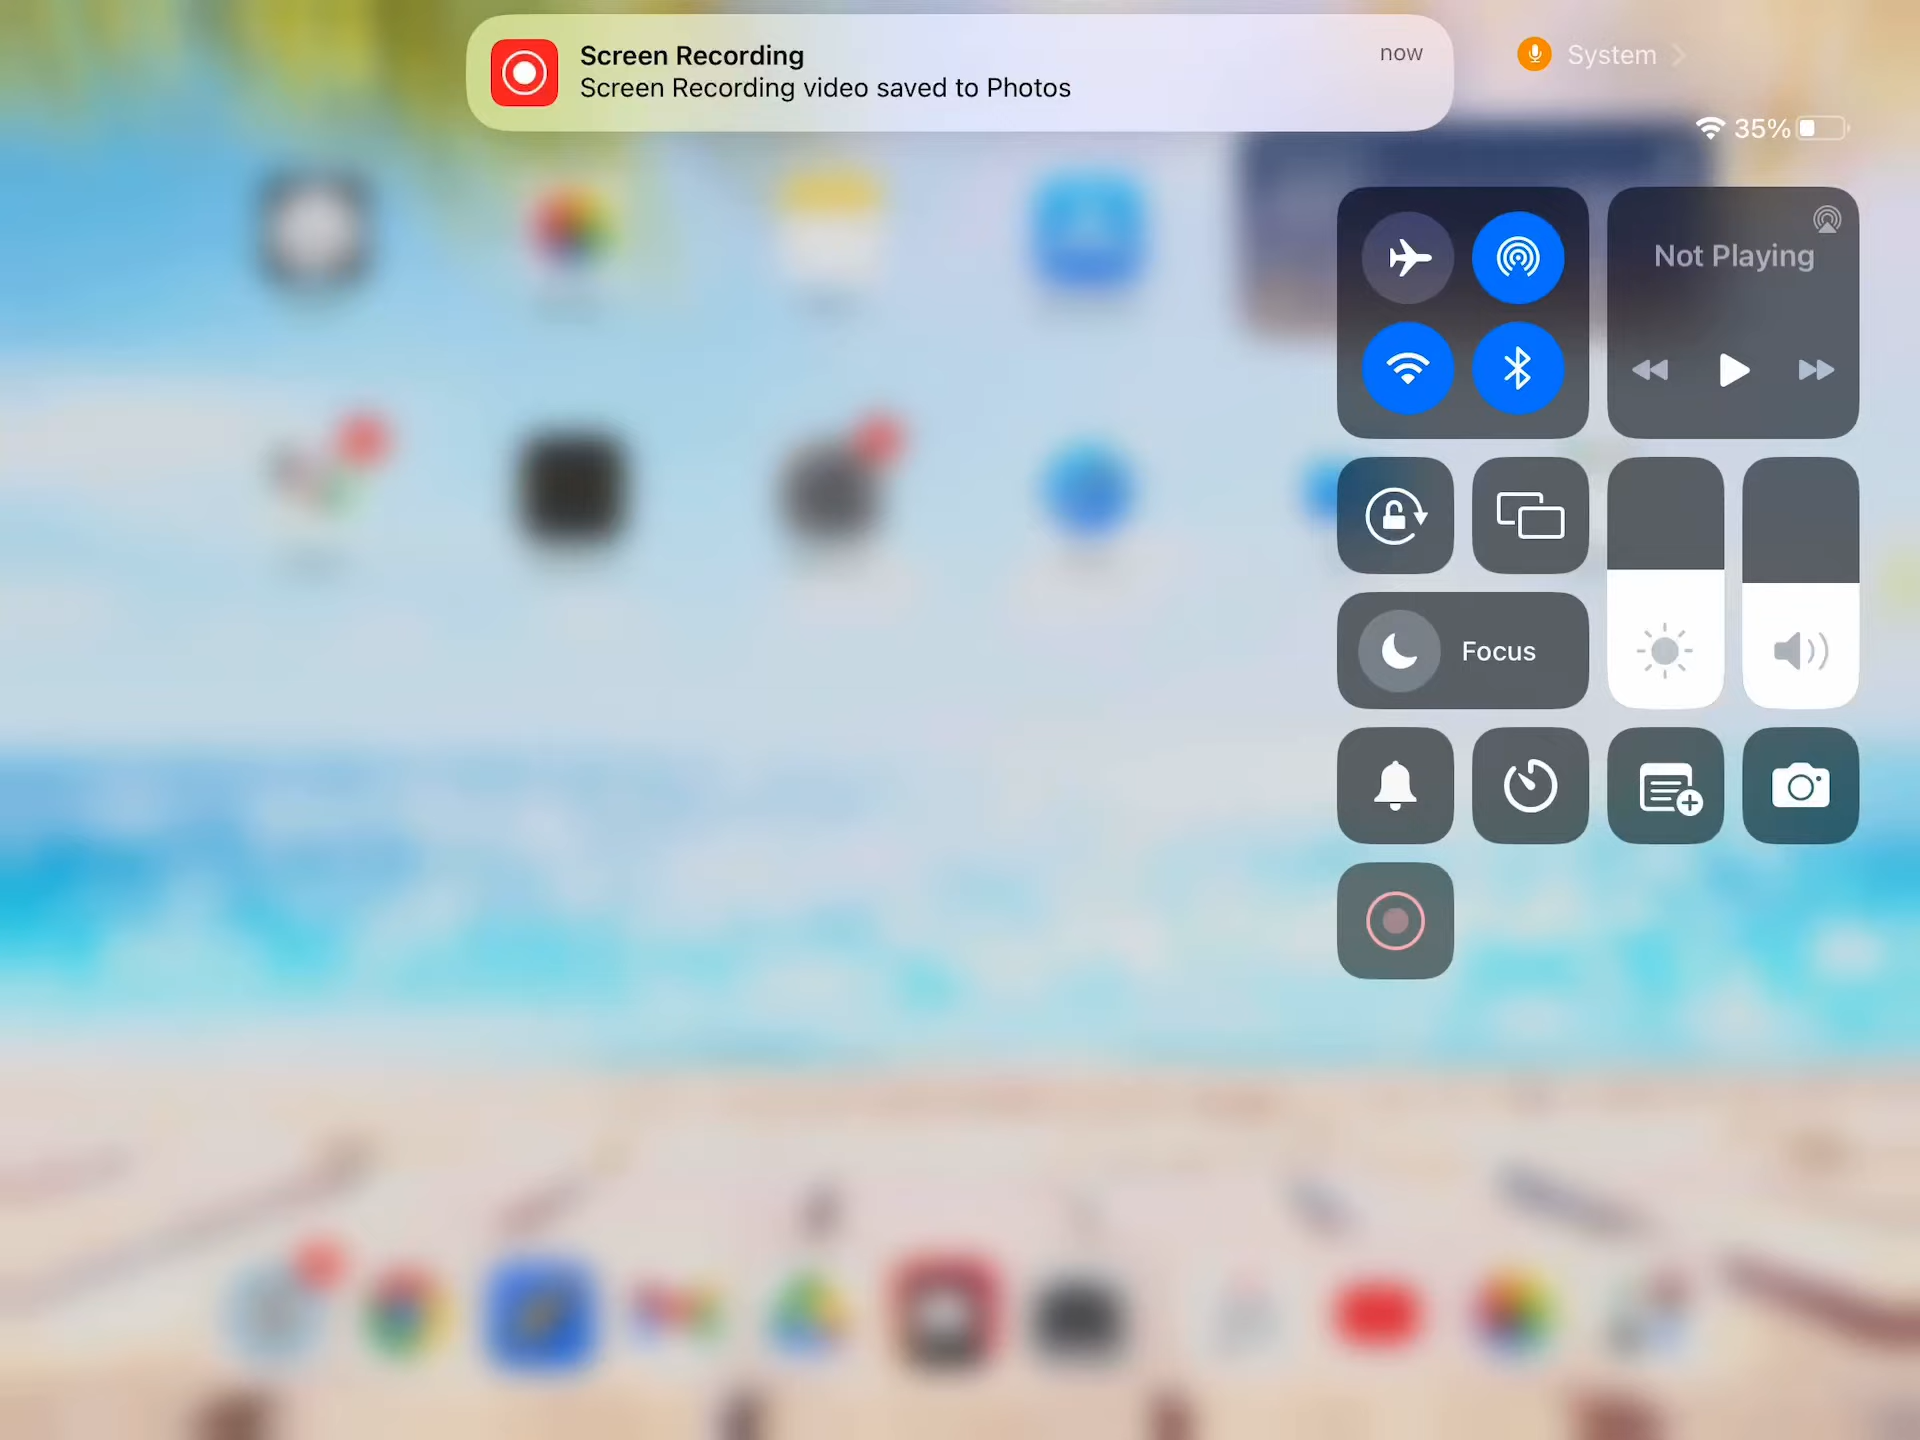 Screen Recording
now
Screen Recording video saved to Photos
System
35%
Not Playing
Focus